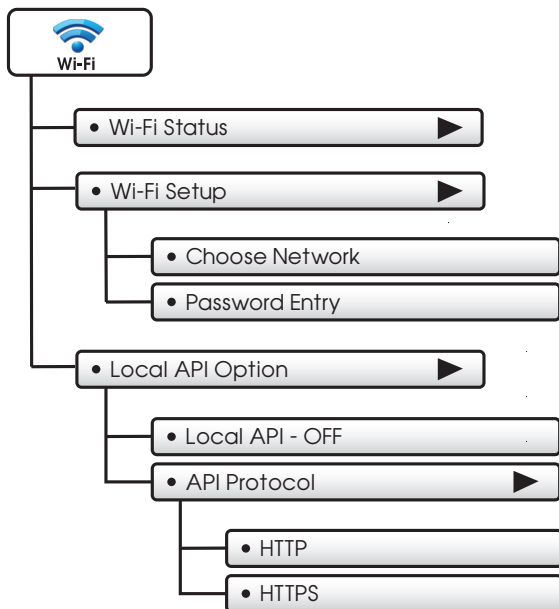 Wi-Fi
• Wi-Fi Status
• Wi-Fi Setup
• Choose Network
• Password Entry
• Local API Option
• Local API - OFF
• API Protocol
• HTTP
• HTTPS